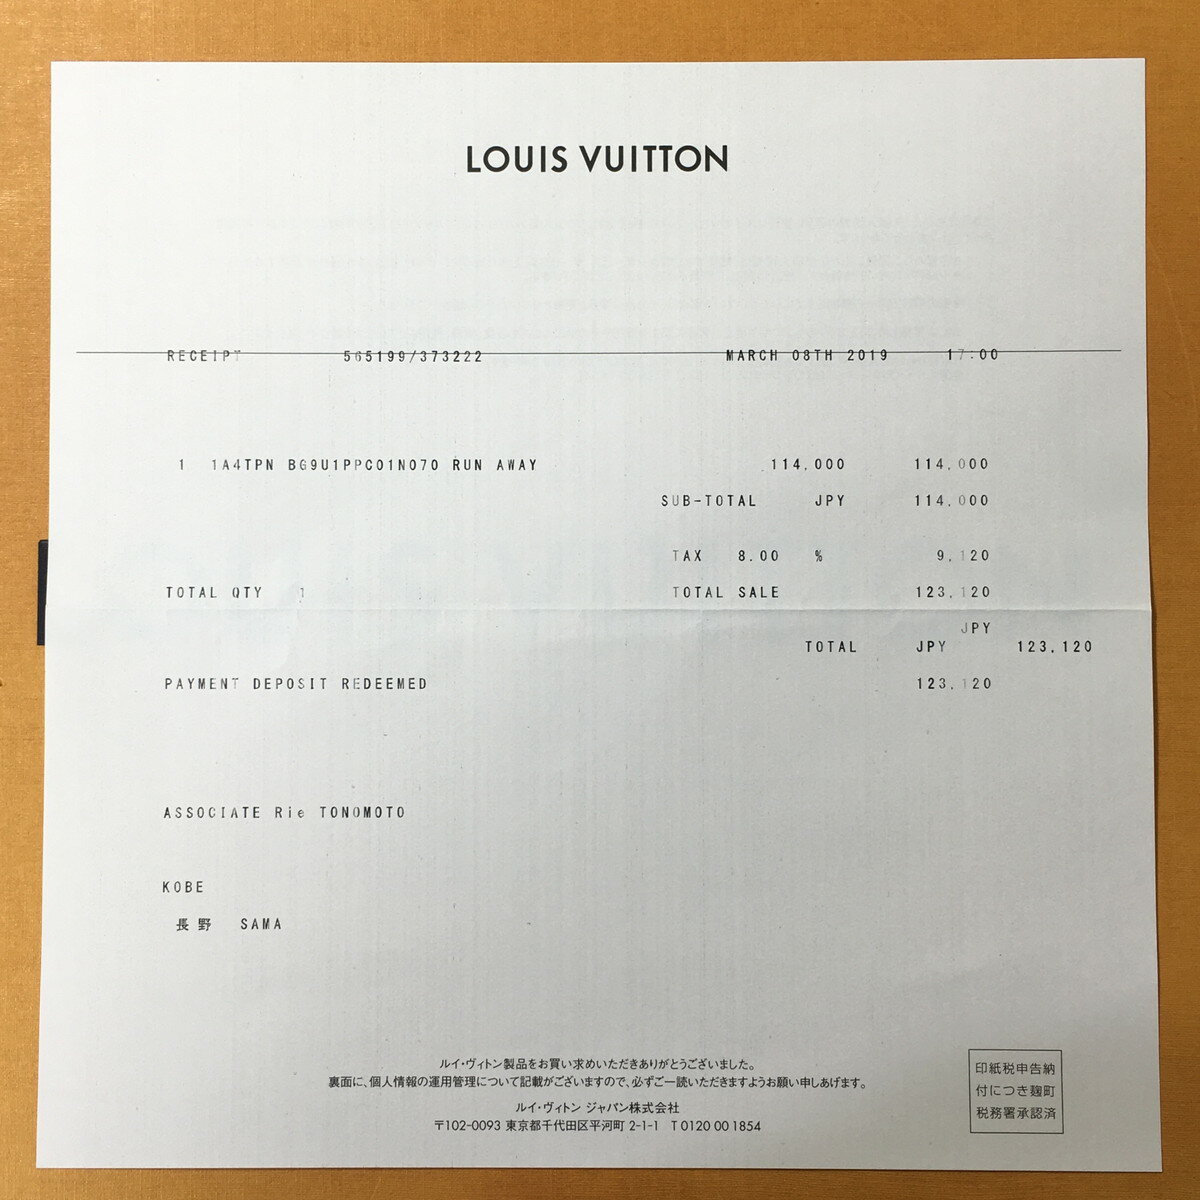 LOUIS VUITTON
RECEIPT 565199/373222 MARCH 08TH 2019 17:00
1 1A4TPN BG9U1PPC01N070 RUN AWAY 114,000 114,000
SUB-TOTAL JPY 114,000
TAX 8.00 % 9,120
TOTAL QTY 1 TOTAL SALE 123,120
JPY
TOTAL JPY 123,120
PAYMENT DEPOSIT REDEEMED 123,120
ASSOCIATE Rie TONOMOTO
KOBE
長野 SAMA
ルイ・ヴィトン製品をお買い求めいただきありがとうございました。
裏面に、個人情報の運用管理について記載がございますので、必ずご一読いただきますようお願い申しあげます。
ルイ・ヴィトン ジャパン株式会社
〒102-0093 東京都千代田区平河町 2-1-1 T 0120 00 1854
印紙税申告納
付につき麹町
税務署承認済